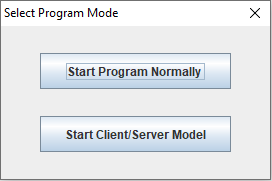 Select Program Mode
Start Program Normally
Start Client/Server Model